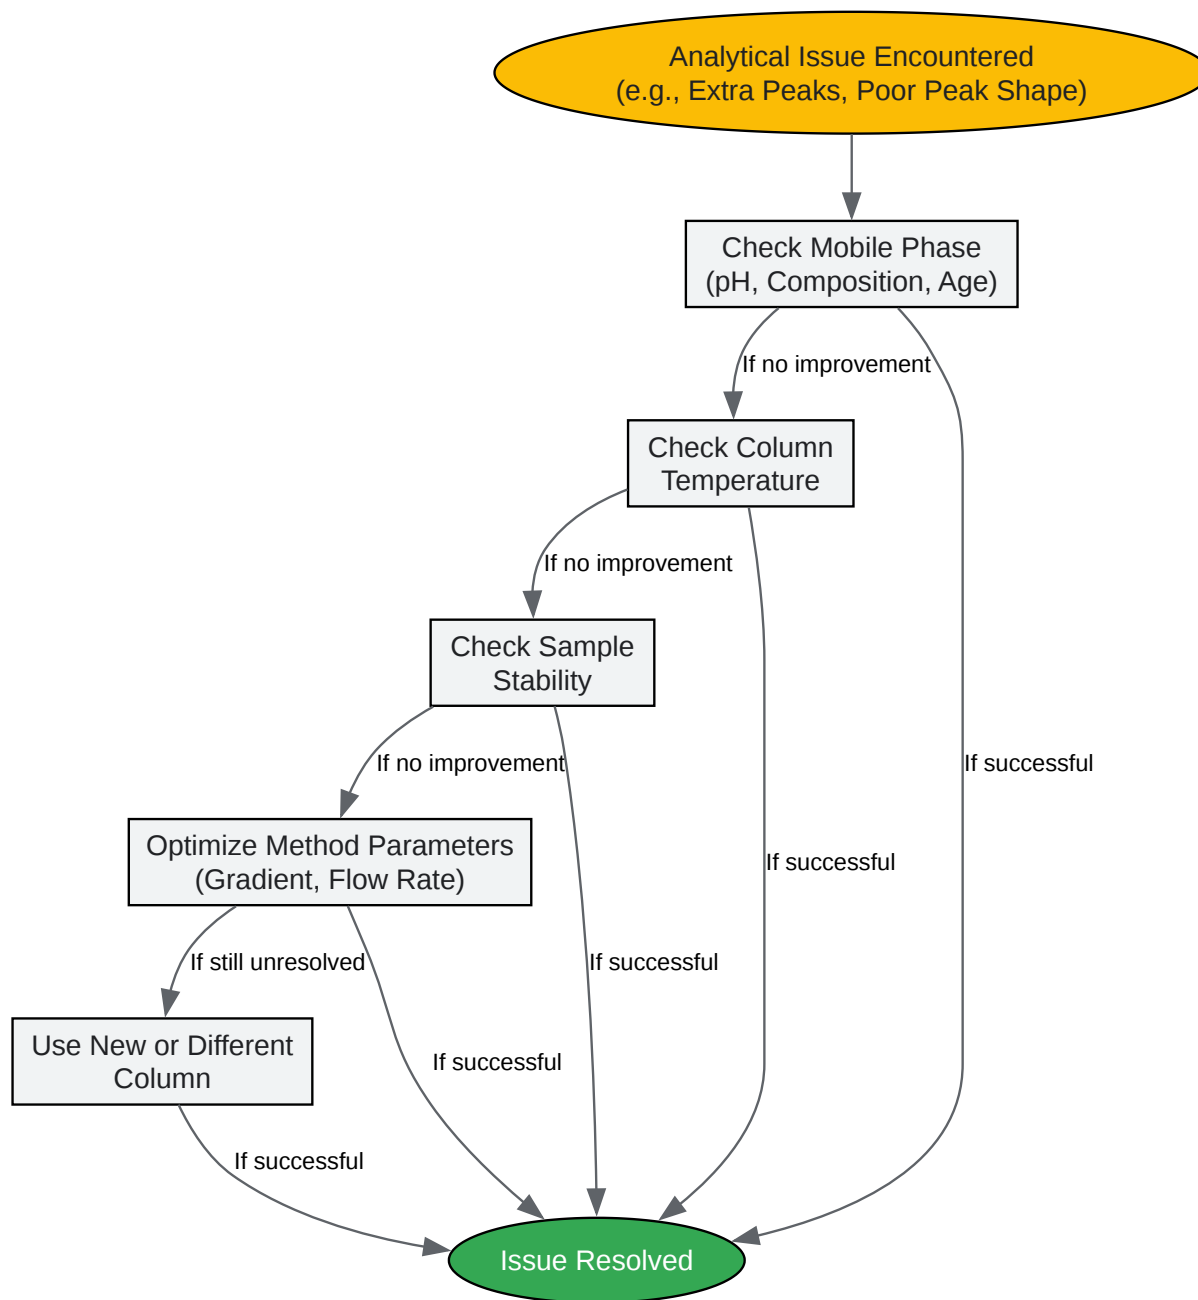 Analytical Issue Encountered
(e.g., Extra Peaks, Poor Peak Shape)
Check Mobile Phase
(pH, Composition, Age)
If no improvement
Check Column
Temperature
If no improvement
Check Sample
Stability
If no improvement
If successful
Optimize Method Parameters
(Gradient, Flow Rate)
If successful
If still unresolved
If successful
Use New or Different
Column
If successful
If successful
Issue Resolved